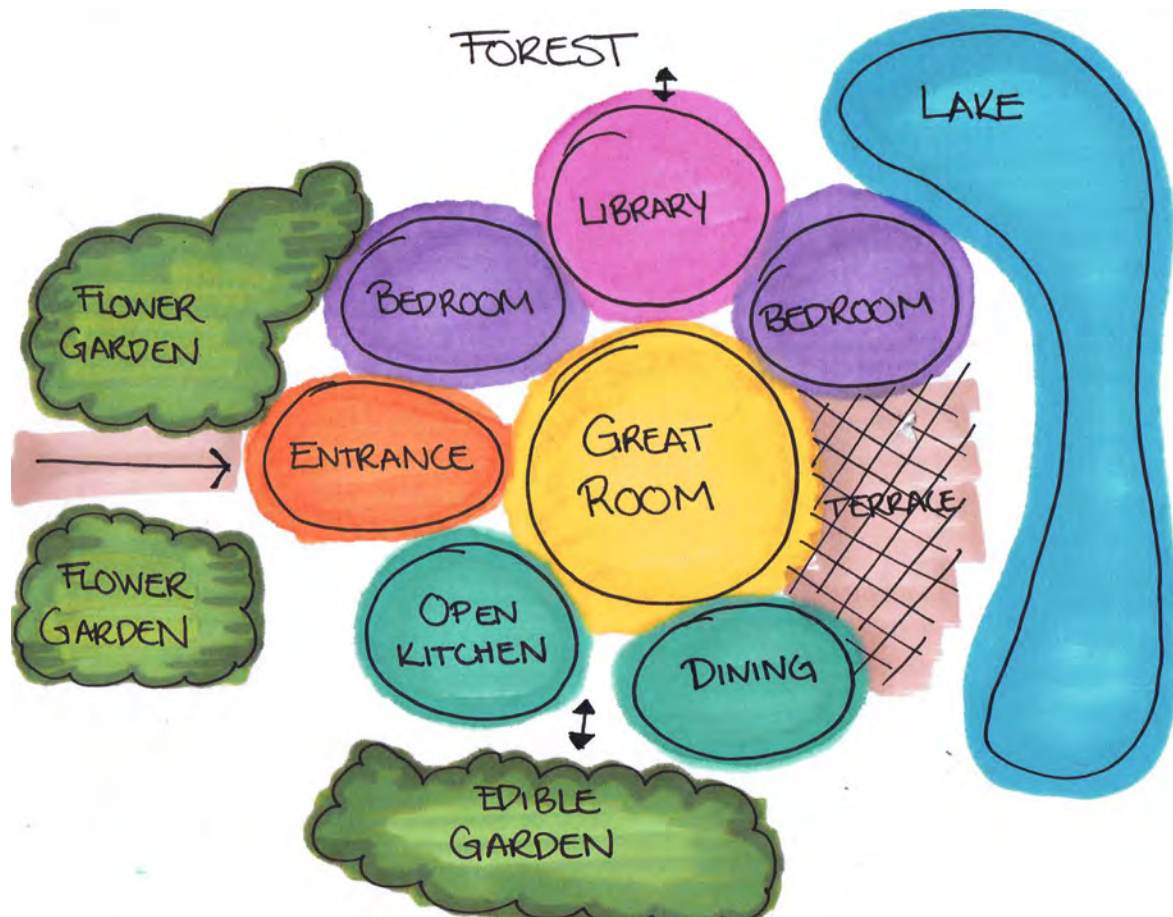 FOREST
LAKE
LIBRARY
BEDROOM
BEDROOM
FLOWER
GARDEN
ENTRANCE
GREAT
ROOM
TERRACE
FLOWER
GARDEN
OPEN
KITCHEN
DINING
EDIBLE
GARDEN